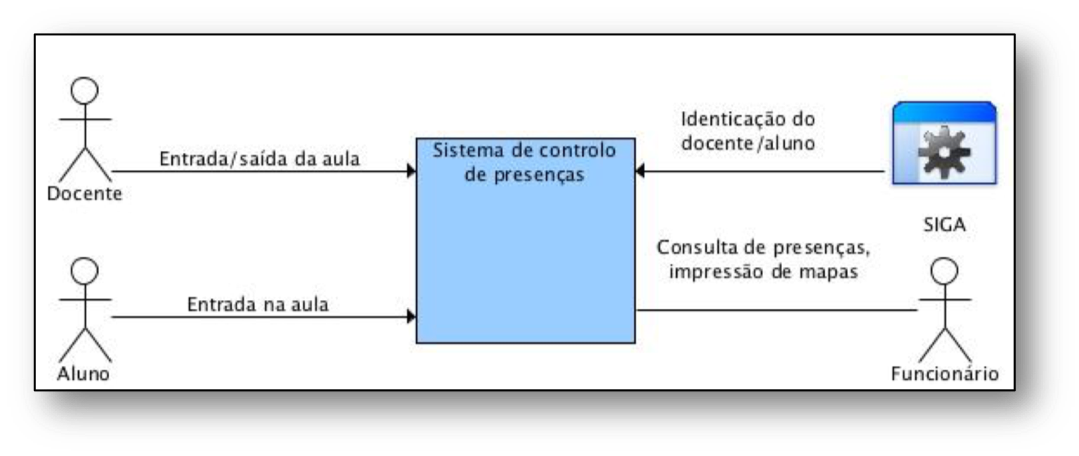 Docente
Entrada/saída da aula
Sistema de controlo
de presenças
Identicação do
docente/aluno
SIGA
Aluno
Entrada na aula
Consulta de presenças,
impressão de mapas
Funcionário